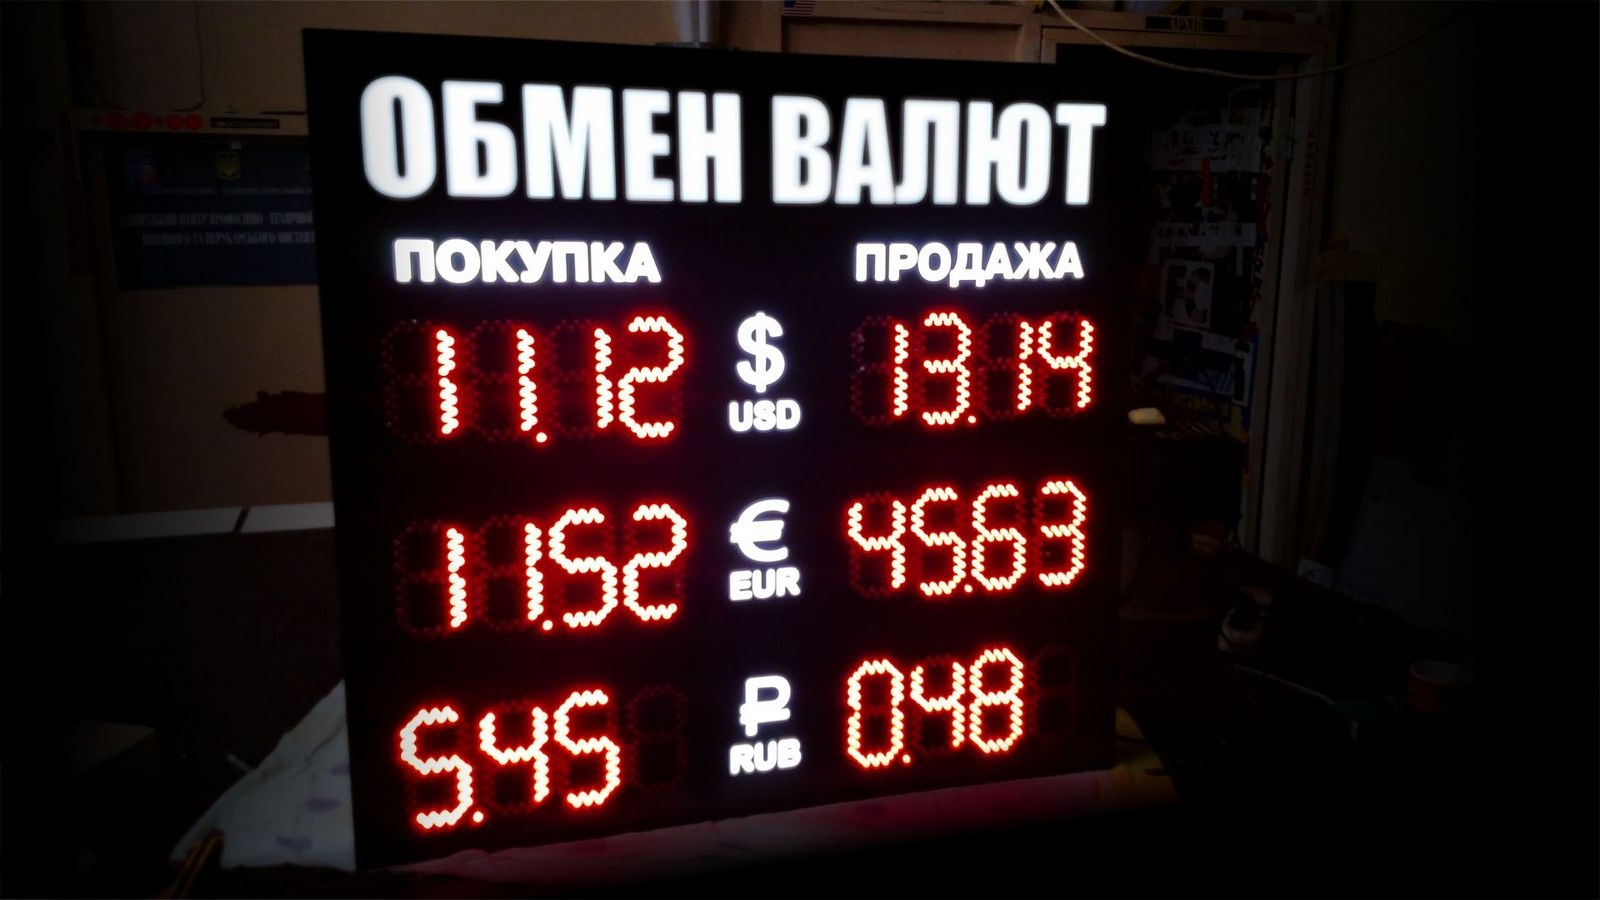 АРХІВ
ОБМЕН ВАЛЮТ
ПОКУПКА ПРОДАЖА
11.12 $ USD 13.14
11.52 € EUR 45.63
5.45 ₽ RUB 0.48